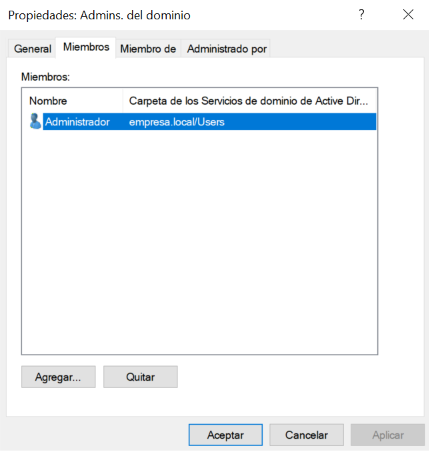 Propiedades: Admins. del dominio
General Miembros Miembro de Administrado por
Miembros:
Nombre Carpeta de los Servicios de dominio de Active Dir...
Administrador empresa.local/Users
Agregar... Quitar
Aceptar Cancelar Aplicar